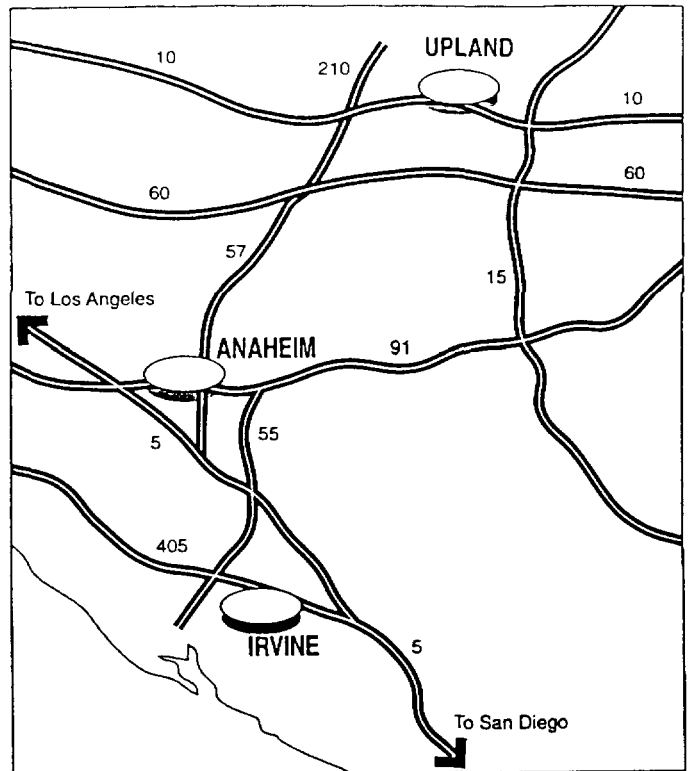 UPLAND
10
210
10
60
60
57
15
To Los Angeles
ANAHEIM
91
5
55
405
IRVINE
5
To San Diego